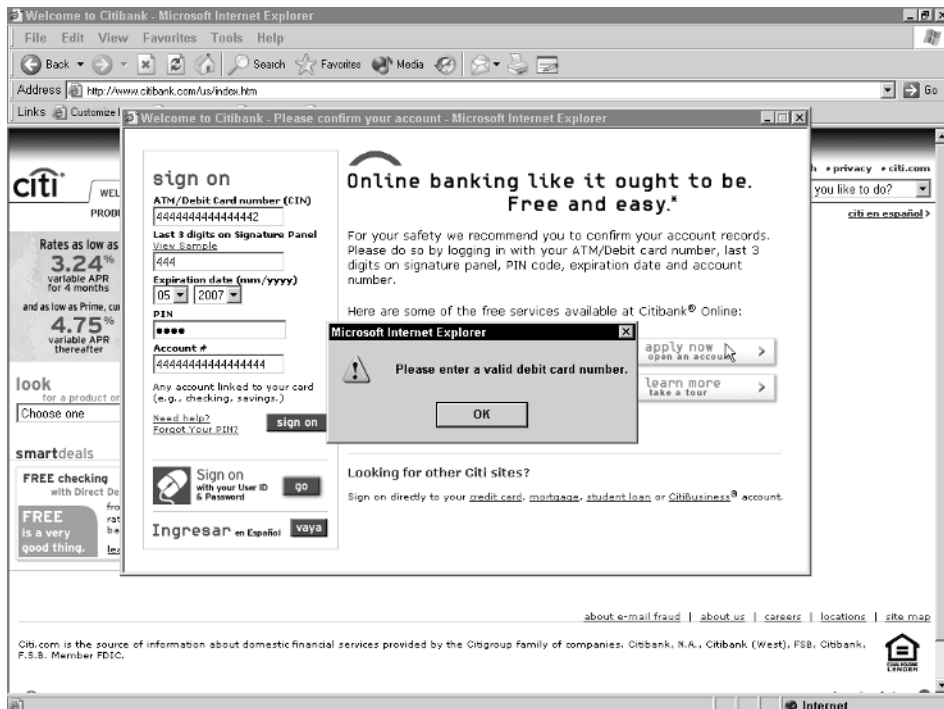 Welcome to Citibank - Microsoft Internet Explorer
File Edit View Favorites Tools Help
Back Search Favorites Media
Address http://www.citibank.com/us/index.htm Go
Links Customize
Welcome to Citibank - Please confirm your account - Microsoft Internet Explorer
citi
WEL
PRODU
privacy citi.com
you like to do?
citi en español
Rates as low as
3.24%
variable APR
for 4 months
and as low as Prime, cur
4.75%
variable APR
thereafter
look
for a product or
Choose one
smartdeals
FREE checking
with Direct De
FREE
is a very
good thing.
sign on
ATM/Debit Card number (CIN)
4444444444444442
Last 3 digits on Signature Panel
View Sample
444
Expiration date (mm/yyyy)
05 2007
PIN
●●●●
Account #
44444444444444444
Any account linked to your card
(e.g., checking, savings.)
Need help?
Forgot Your PIN?
sign on
Sign on
with your User ID
& Password
go
Ingresar en Español vaya
Online banking like it ought to be.
Free and easy.*
For your safety we recommend you to confirm your account records.
Please do so by logging in with your ATM/Debit card number, last 3
digits on signature panel, PIN code, expiration date and account
number.
Here are some of the free services available at Citibank® Online:
Microsoft Internet Explorer
Please enter a valid debit card number.
OK
apply now
open an account
learn more
take a tour
Looking for other Citi sites?
Sign on directly to your credit card, mortgage, student loan or CitiBusiness® account.
about e-mail fraud | about us | careers | locations | site map
Citi.com is the source of information about domestic financial services provided by the Citigroup family of companies. Citibank, N.A., Citibank (West), FSB, Citibank,
F.S.B. Member FDIC.
EQUAL HOUSING
LENDER
Internet